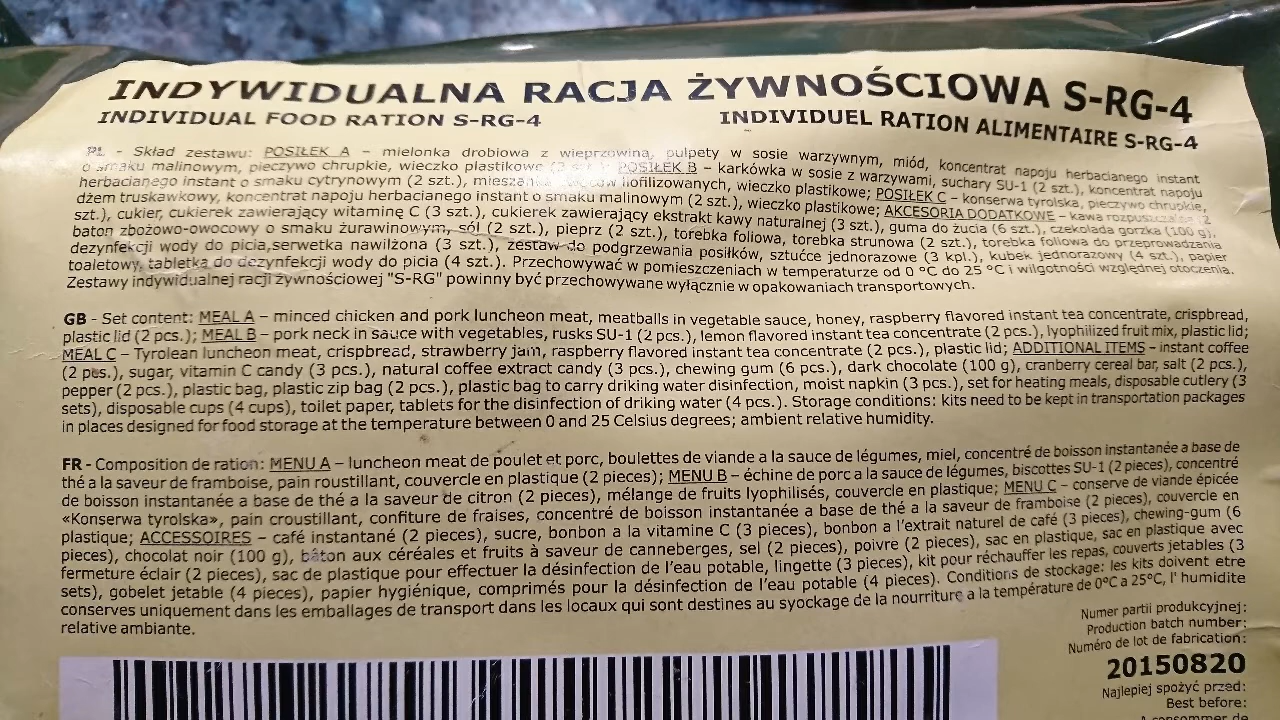 INDYWIDUALNA RACJA ŻYWNOŚCIOWA S-RG-4
INDIVIDUAL FOOD RATION S-RG-4
INDIVIDUEL RATION ALIMENTAIRE S-RG-4
PL - Skład zestawu: POSIŁEK A – mielonka drobiowa z wieprzowiną, pulpety w sosie warzywnym, miód, koncentrat napoju herbacianego instant
o smaku malinowym, pieczywo chrupkie, wieczko plastikowe (2 szt.); POSIŁEK B – karkówka w sosie z warzywami, suchary SU-1 (2 szt.), koncentrat napoju
herbacianego instant o smaku cytrynowym (2 szt.), mieszanka owoców liofilizowanych, wieczko plastikowe; POSIŁEK C – konserwa tyrolska, pieczywo chrupkie,
dżem truskawkowy, koncentrat napoju herbacianego instant o smaku malinowym (2 szt.), wieczko plastikowe; AKCESORIA DODATKOWE – kawa rozpuszczalna (2
szt.), cukier, cukierek zawierający witaminę C (3 szt.), cukierek zawierający ekstrakt kawy naturalnej (3 szt.), guma do żucia (6 szt.), czekolada gorzka (100 g),
baton zbożowo-owocowy o smaku żurawinowym, sól (2 szt.), pieprz (2 szt.), torebka foliowa, torebka strunowa (2 szt.), torebka foliowa do przeprowadzania
dezynfekcji wody do picia,serwetka nawilżona (3 szt.), zestaw do podgrzewania posiłków, sztućce jednorazowe (3 kpl.), kubek jednorazowy (4 szt.), papier
toaletowy, tabletka do dezynfekcji wody do picia (4 szt.). Przechowywać w pomieszczeniach w temperaturze od 0 °C do 25 °C i wilgotności względnej otoczenia.
Zestawy indywidualnej racji żywnościowej "S-RG" powinny być przechowywane wyłącznie w opakowaniach transportowych.
GB - Set content: MEAL A – minced chicken and pork luncheon meat, meatballs in vegetable sauce, honey, raspberry flavored instant tea concentrate, crispbread,
plastic lid (2 pcs.); MEAL B – pork neck in sauce with vegetables, rusks SU-1 (2 pcs.), lemon flavored instant tea concentrate (2 pcs.), lyophilized fruit mix, plastic lid;
MEAL C – Tyrolean luncheon meat, crispbread, strawberry jam, raspberry flavored instant tea concentrate (2 pcs.), plastic lid; ADDITIONAL ITEMS – instant coffee
(2 pcs.), sugar, vitamin C candy (3 pcs.), natural coffee extract candy (3 pcs.), chewing gum (6 pcs.), dark chocolate (100 g), cranberry cereal bar, salt (2 pcs.),
pepper (2 pcs.), plastic bag, plastic zip bag (2 pcs.), plastic bag to carry driking water disinfection, moist napkin (3 pcs.), set for heating meals, disposable cutlery (3
sets), disposable cups (4 cups), toilet paper, tablets for the disinfection of driking water (4 pcs.). Storage conditions: kits need to be kept in transportation packages
in places designed for food storage at the temperature between 0 and 25 Celsius degrees; ambient relative humidity.
FR - Composition de ration: MENU A – luncheon meat de poulet et porc, boulettes de viande a la sauce de légumes, miel, concentré de boisson instantanée a base de
thé a la saveur de framboise, pain roustillant, couvercle en plastique (2 pieces); MENU B – échine de porc a la sauce de légumes, biscottes SU-1 (2 pieces), concentré
de boisson instantanée a base de thé a la saveur de citron (2 pieces), mélange de fruits lyophilisés, couvercle en plastique; MENU C – conserve de viande épicée
«Konserwa tyrolska», pain croustillant, confiture de fraises, concentré de boisson instantanée a base de thé a la saveur de framboise (2 pieces), couvercle en
plastique; ACCESSOIRES – café instantané (2 pieces), sucre, bonbon a la vitamine C (3 pieces), bonbon a l'extrait naturel de café (3 pieces), chewing-gum (6
pieces), chocolat noir (100 g), bâton aux céréales et fruits à saveur de canneberges, sel (2 pieces), poivre (2 pieces), sac en plastique, sac en plastique avec
fermeture éclair (2 pieces), sac de plastique pour effectuer la désinfection de l'eau potable, lingette (3 pieces), kit pour réchauffer les repas, couverts jetables (3
sets), gobelet jetable (4 pieces), papier hygiénique, comprimés pour la désinfection de l'eau potable (4 pieces). Conditions de stockage: les kits doivent etre
conserves uniquement dans les emballages de transport dans les locaux qui sont destines au syockage de la nourriture a la température de 0°C a 25°C, l' humidite
relative ambiante.
Numer partii produkcyjnej:
Production batch number:
Numéro de lot de fabrication:
20150820
Najlepiej spożyć przed:
Best before:
A consommer de